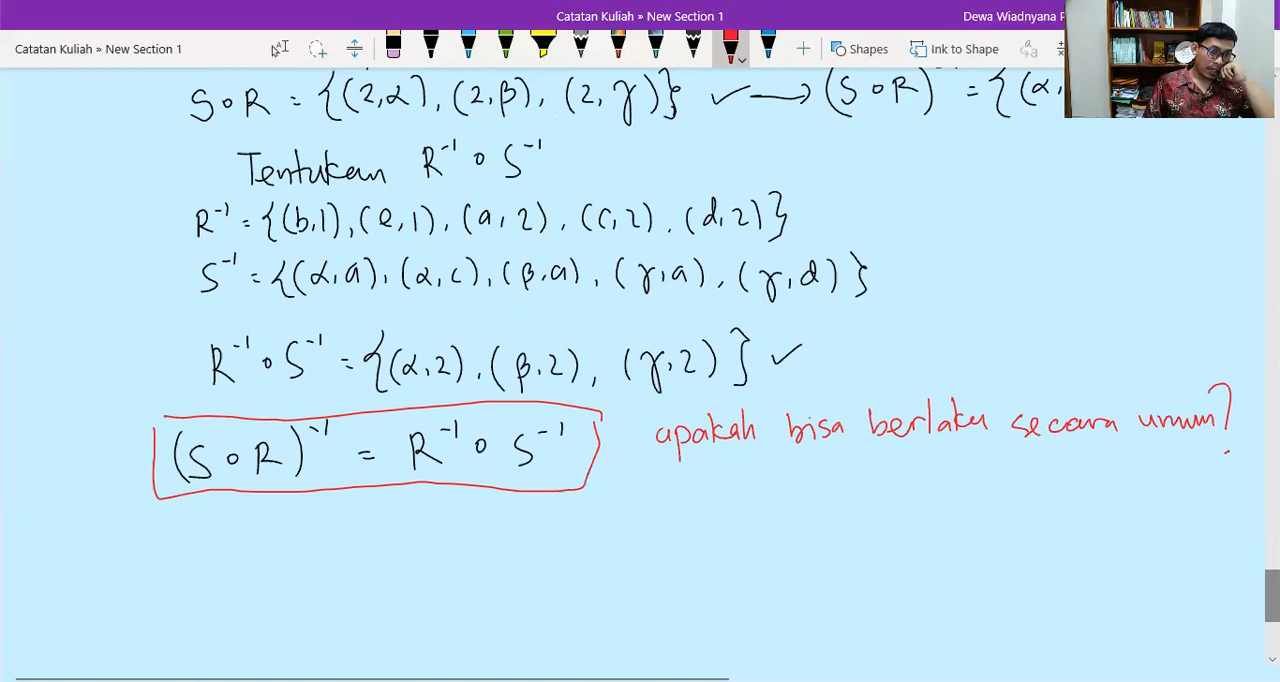 Catatan Kuliah » New Section 1
Dewa Wiadnyana P
Catatan Kuliah » New Section 1
Shapes
Ink to Shape
S∘R = {(2,α), (2,β), (2,γ)} ✓ → (S∘R) = {(α,
Tentukan R⁻¹ ∘ S⁻¹
R⁻¹ = {(b,1), (e,1), (a,2), (c,2), (d,2)}
S⁻¹ = {(α,a), (α,c), (β,a), (γ,a), (γ,d)}
R⁻¹ ∘ S⁻¹ = {(α,2), (β,2), (γ,2)} ✓
(S∘R)⁻¹ = R⁻¹ ∘ S⁻¹ apakah bisa berlaku secara umum?